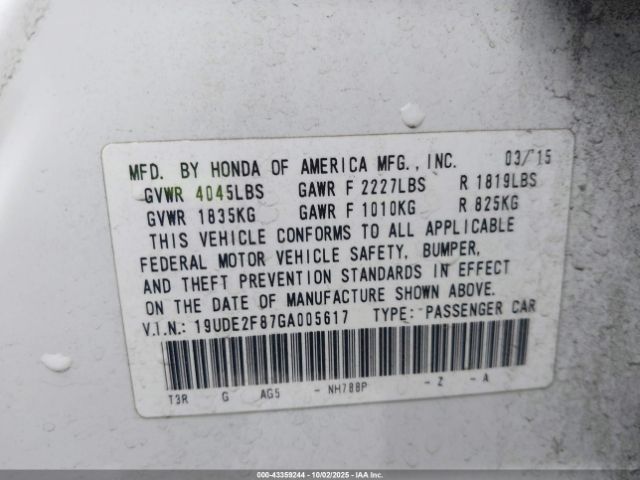 MFD. BY HONDA OF AMERICA MFG., INC. 03/15
GVWR 4045LBS GAWR F 2227LBS R 1819LBS
GVWR 1835KG GAWR F 1010KG R 825KG
THIS VEHICLE CONFORMS TO ALL APPLICABLE
FEDERAL MOTOR VEHICLE SAFETY, BUMPER,
AND THEFT PREVENTION STANDARDS IN EFFECT
ON THE DATE OF MANUFACTURE SHOWN ABOVE.
V.I.N.: 19UDE2F87GA005617 TYPE: PASSENGER CAR
T3R G AG5 - NH788P - Z - A
000-43359244 - 10/02/2025 - IAAI.com